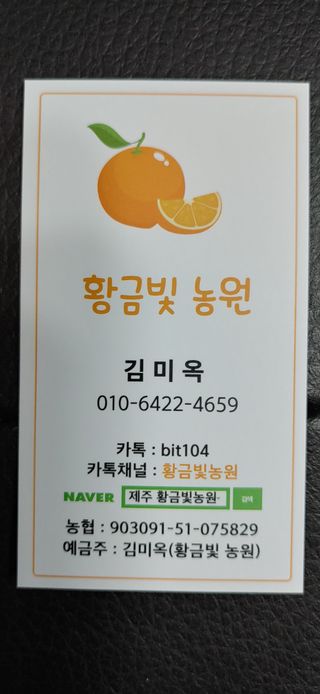 황금빛 농원
김미옥
010-6422-4659
카톡 : bit104
카톡채널 : 황금빛농원
NAVER 제주 황금빛농원 검색
농협 : 903091-51-075829
예금주 : 김미옥(황금빛 농원)